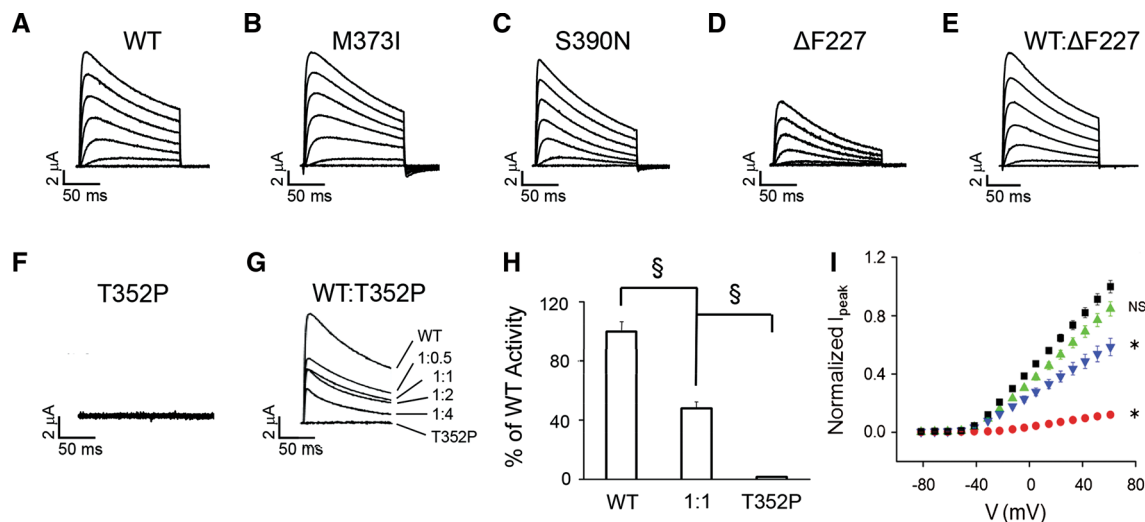 A
WT
2 µA
50 ms
B
M373I
2 µA
50 ms
C
S390N
2 µA
50 ms
D
ΔF227
2 µA
50 ms
E
WT:ΔF227
2 µA
50 ms
F
T352P
2 µA
50 ms
G
WT:T352P
WT
1:0.5
1:1
1:2
1:4
T352P
2 µA
50 ms
H
§
§
% of WT Activity
120
80
40
0
WT 1:1 T352P
I
Normalized Ipeak
1.2
0.8
0.4
0.0
NS
*
*
-80 -40 0 40 80
V (mV)